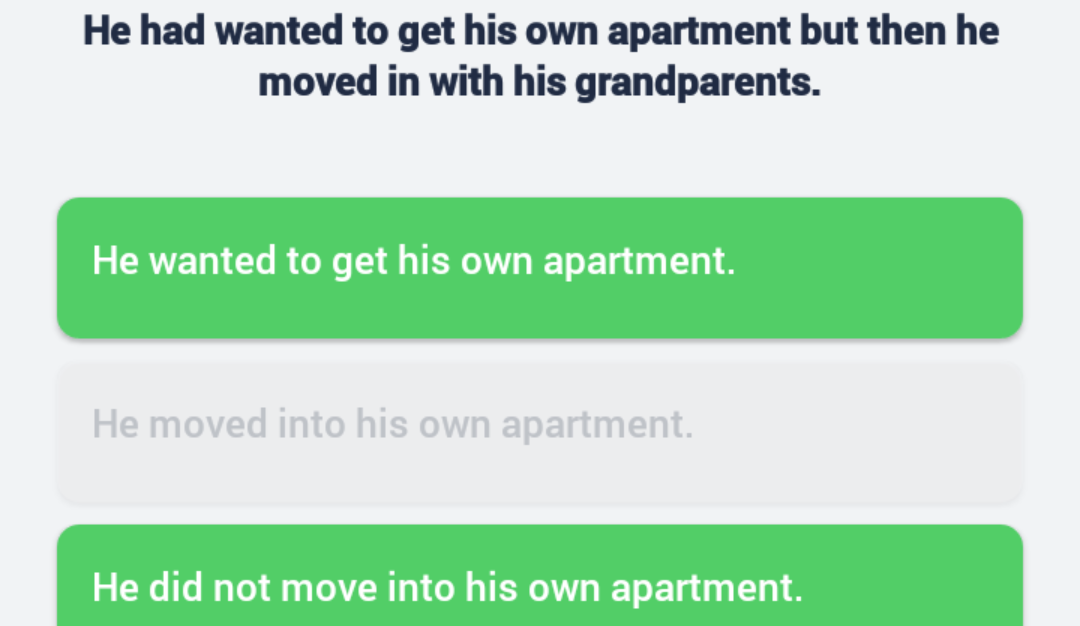 He had wanted to get his own apartment but then he
moved in with his grandparents.
He wanted to get his own apartment.
He moved into his own apartment.
He did not move into his own apartment.